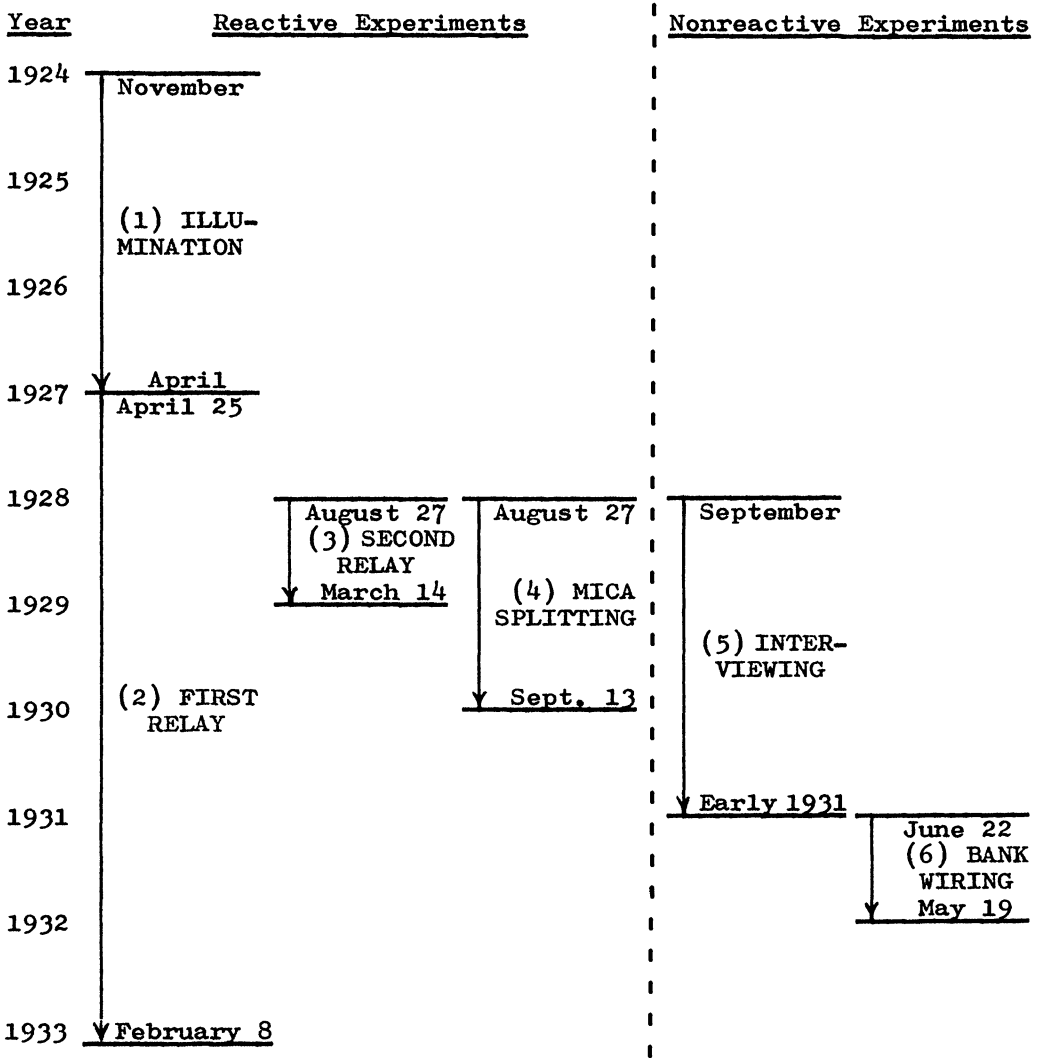 Year Reactive Experiments Nonreactive Experiments
1924
November
1925
(1) ILLU-
MINATION
1926
April
1927
April 25
1928
August 27 August 27 September
(3) SECOND
RELAY
March 14
1929
(4) MICA
SPLITTING
(5) INTER-
VIEWING
(2) FIRST
RELAY
Sept. 13
1930
Early 1931
1931
June 22
(6) BANK
WIRING
May 19
1932
1933 February 8